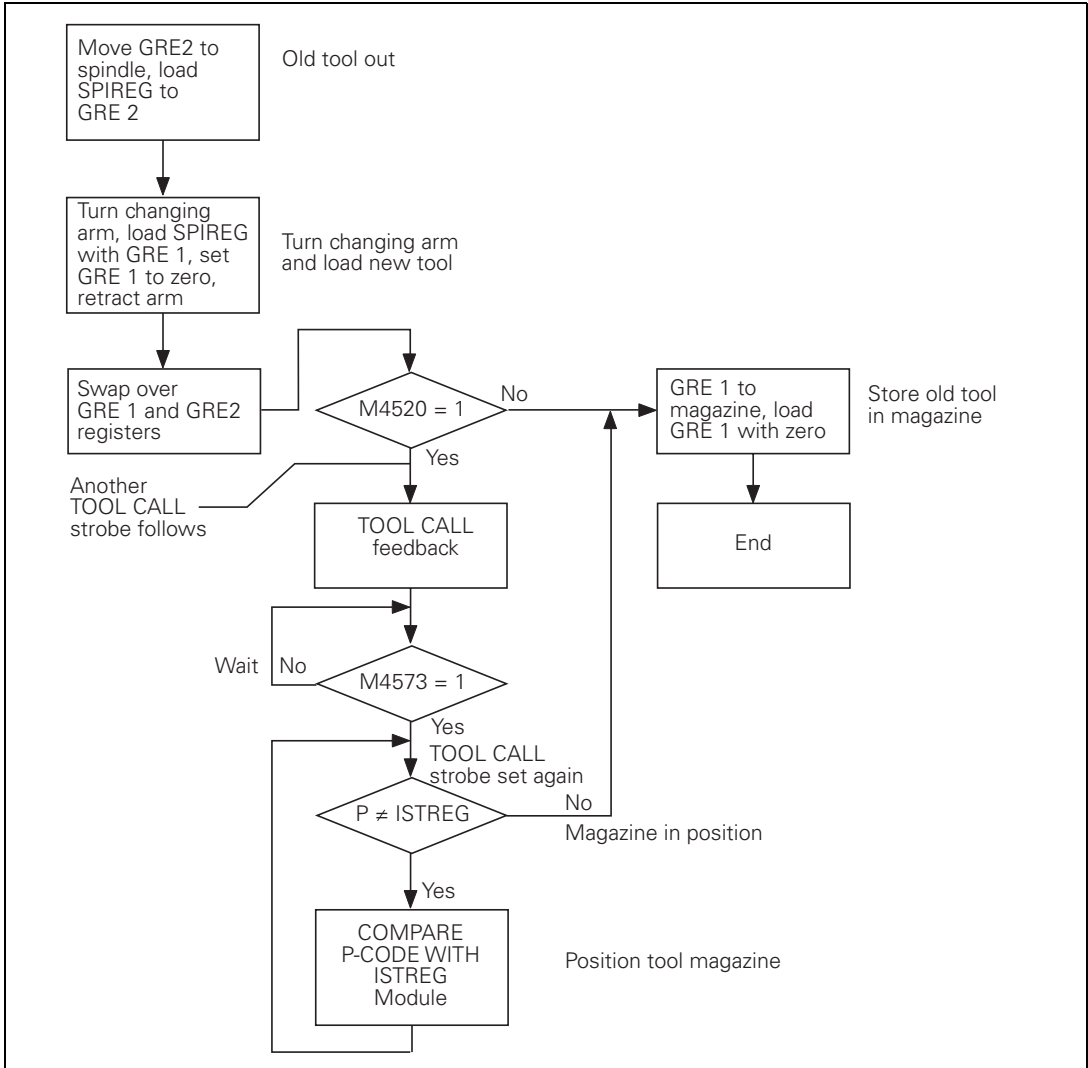 Move GRE2 to
spindle, load
SPIREG to
GRE 2
Old tool out
Turn changing
arm, load SPIREG
with GRE 1, set
GRE 1 to zero,
retract arm
Turn changing arm
and load new tool
Swap over
GRE 1 and GRE2
registers
M4520 = 1
No
Yes
GRE 1 to
magazine, load
GRE 1 with zero
Store old tool
in magazine
Another
TOOL CALL
strobe follows
TOOL CALL
feedback
End
Wait
No
M4573 = 1
Yes
TOOL CALL
strobe set again
P ≠ ISTREG
No
Magazine in position
Yes
COMPARE
P-CODE WITH
ISTREG
Module
Position tool magazine